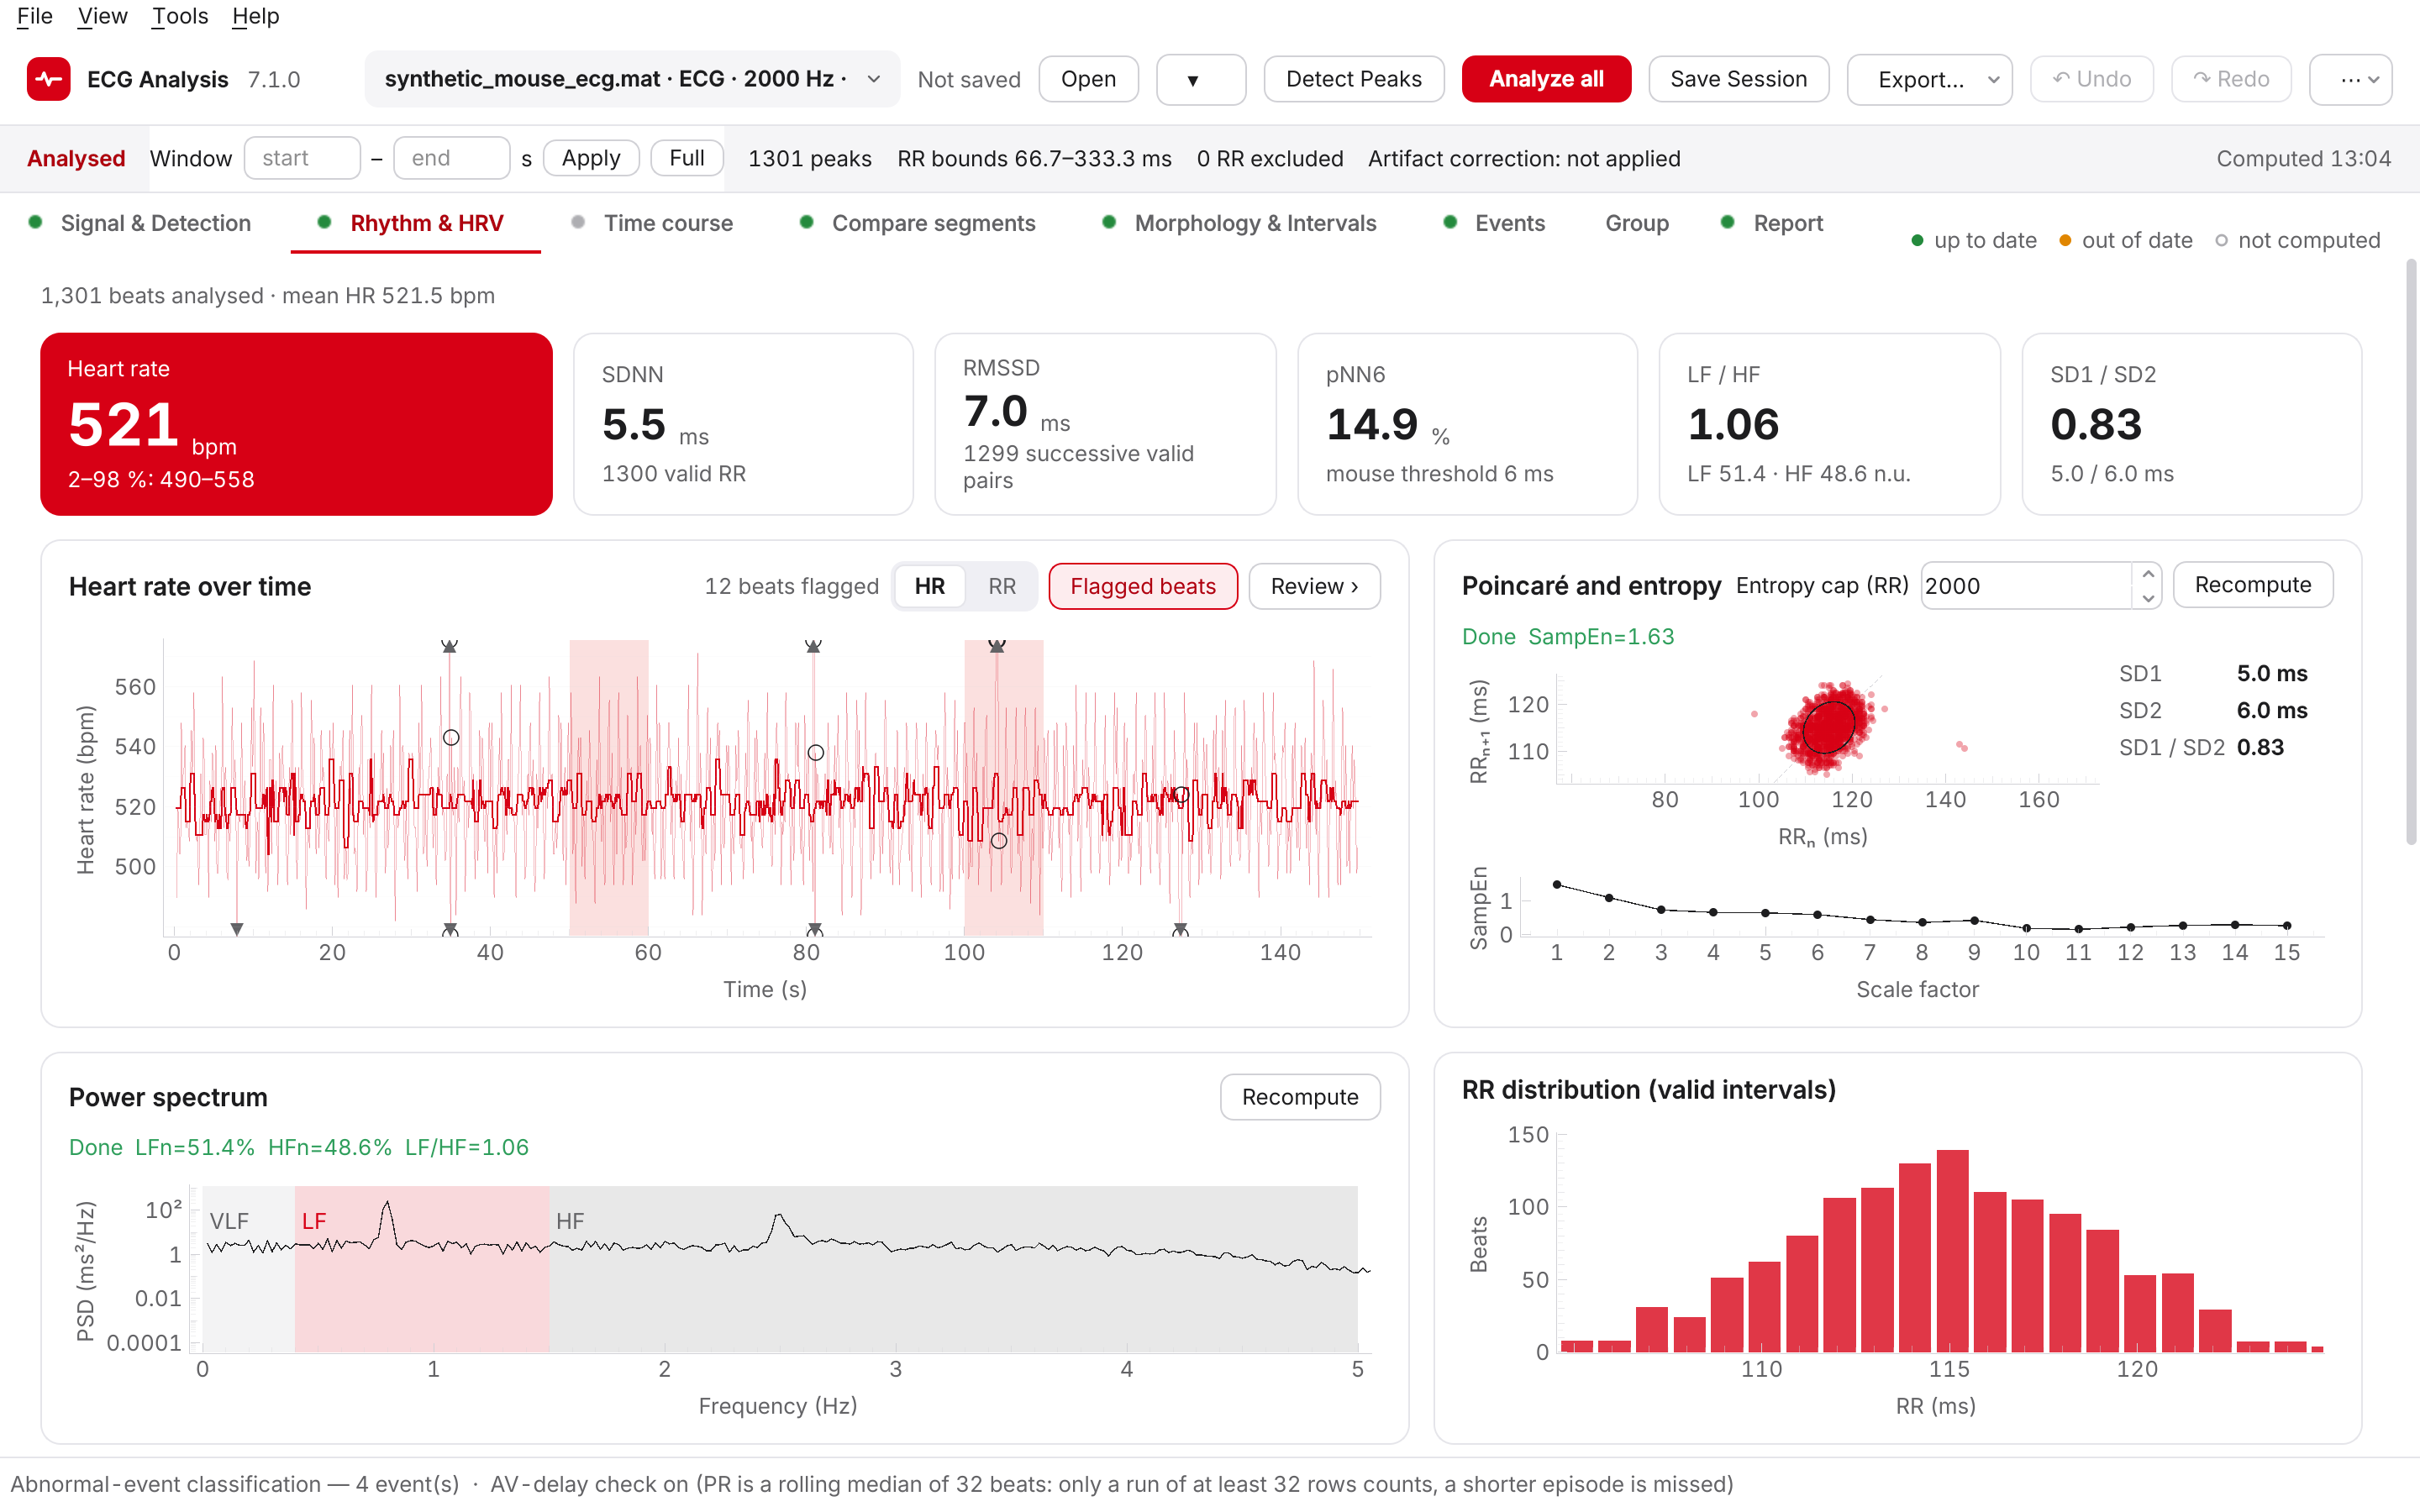 File View Tools Help
ECG Analysis 7.1.0 synthetic_mouse_ecg.mat · ECG · 2000 Hz · Not saved Open ▼ Detect Peaks Analyze all Save Session Export... ↶ Undo ↷ Redo ...
Analysed Window start – end s Apply Full 1301 peaks RR bounds 66.7–333.3 ms 0 RR excluded Artifact correction: not applied Computed 13:04
Signal & Detection Rhythm & HRV Time course Compare segments Morphology & Intervals Events Group Report up to date out of date not computed
1,301 beats analysed · mean HR 521.5 bpm
Heart rate
521 bpm
2–98 %: 490–558
SDNN
5.5 ms
1300 valid RR
RMSSD
7.0 ms
1299 successive valid
pairs
pNN6
14.9 %
mouse threshold 6 ms
LF / HF
1.06
LF 51.4 · HF 48.6 n.u.
SD1 / SD2
0.83
5.0 / 6.0 ms
Heart rate over time 12 beats flagged HR RR Flagged beats Review ›
Heart rate (bpm)
560
540
520
500
0 20 40 60 80 100 120 140
Time (s)
Poincaré and entropy Entropy cap (RR) 2000 Recompute
Done SampEn=1.63
RRₙ₊₁ (ms)
120
110
80 100 120 140 160
RRₙ (ms)
SD1 5.0 ms
SD2 6.0 ms
SD1 / SD2 0.83
SampEn
1
0
1 2 3 4 5 6 7 8 9 10 11 12 13 14 15
Scale factor
Power spectrum Recompute
Done LFn=51.4% HFn=48.6% LF/HF=1.06
PSD (ms²/Hz)
10²
1
0.01
0.0001
VLF LF HF
0 1 2 3 4 5
Frequency (Hz)
RR distribution (valid intervals)
Beats
150
100
50
0
110 115 120
RR (ms)
Abnormal-event classification — 4 event(s) · AV-delay check on (PR is a rolling median of 32 beats: only a run of at least 32 rows counts, a shorter episode is missed)